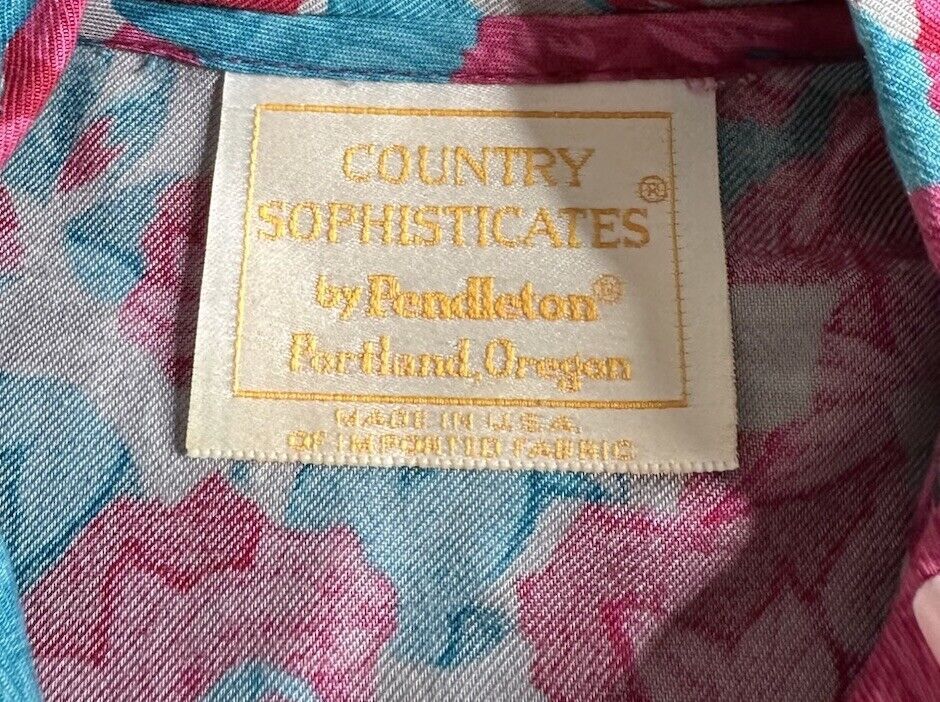 COUNTRY
SOPHISTICATES®
by Pendleton®
Portland, Oregon
MADE IN U.S.A.
OF IMPORTED FABRIC